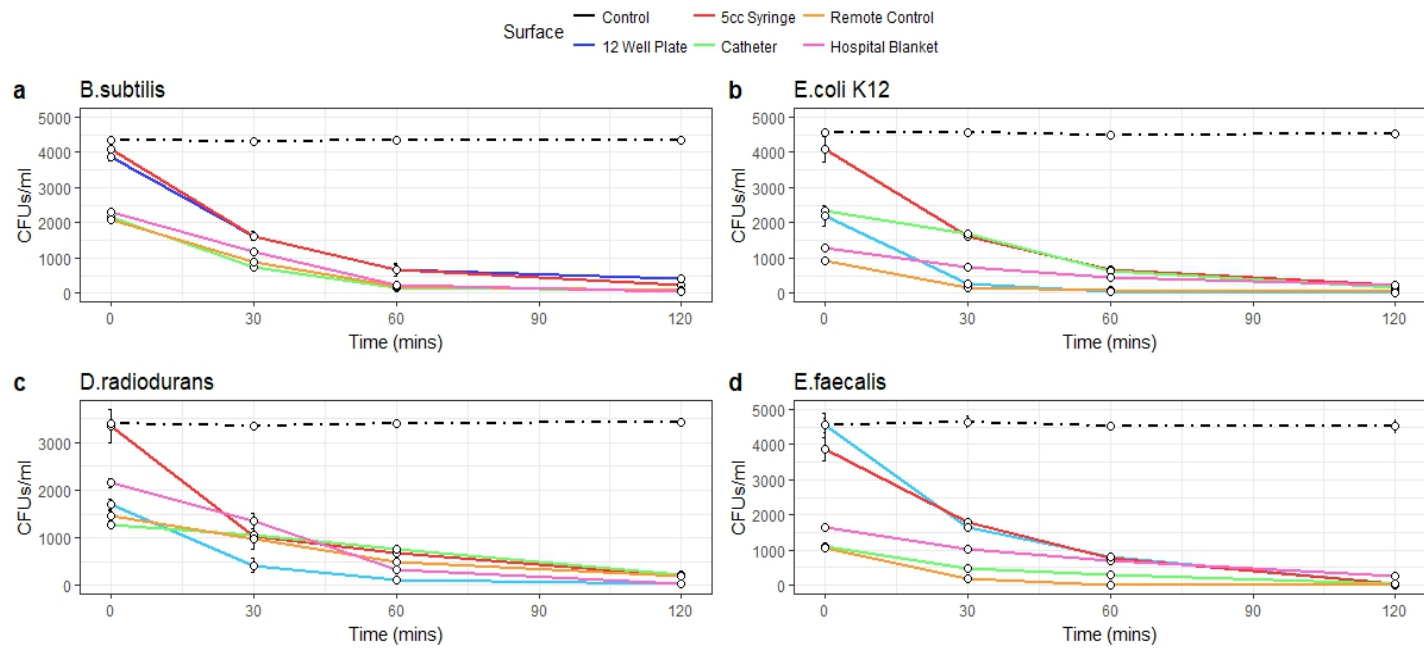 Surface
Control 5cc Syringe Remote Control
12 Well Plate Catheter Hospital Blanket
a B.subtilis
CFUs/ml
5000
4000
3000
2000
1000
0
0 30 60 90 120
Time (mins)
b E.coli K12
CFUs/ml
5000
4000
3000
2000
1000
0
0 30 60 90 120
Time (mins)
c D.radiodurans
CFUs/ml
3000
2000
1000
0
0 30 60 90 120
Time (mins)
d E.faecalis
CFUs/ml
5000
4000
3000
2000
1000
0
0 30 60 90 120
Time (mins)